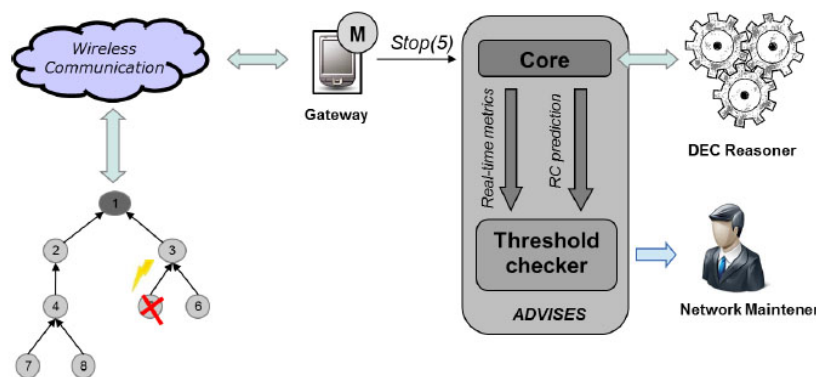 Wireless
Communication
M
Gateway
Stop(5)
Core
Real-time metrics
RC prediction
Threshold
checker
ADVISES
DEC Reasoner
Network Maintener
1
2
3
4
6
7
8